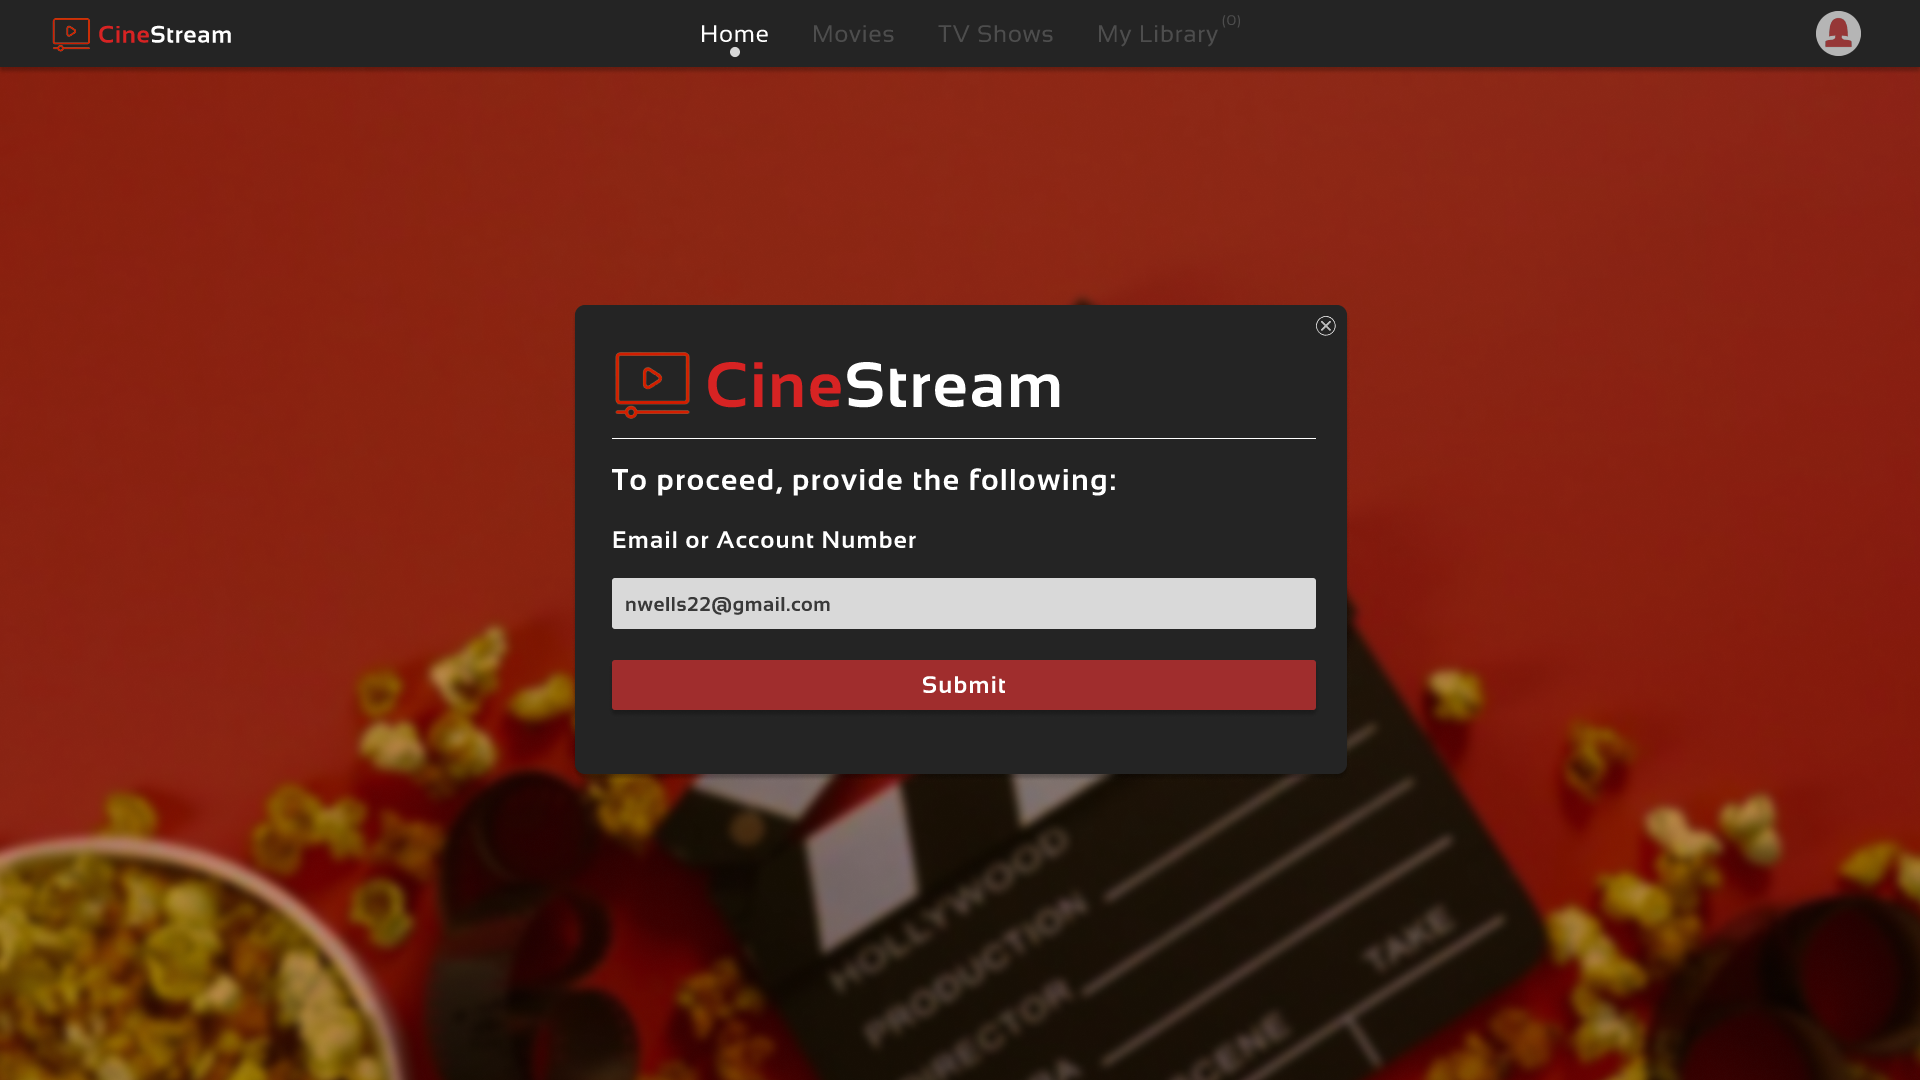 CineStream
Home
Movies
TV Shows
My Library
(0)
CineStream
To proceed, provide the following:
Email or Account Number
nwells22@gmail.com
Submit
HOLLYWOOD
PRODUCTION
DIRECTOR
TAKE
SCENE